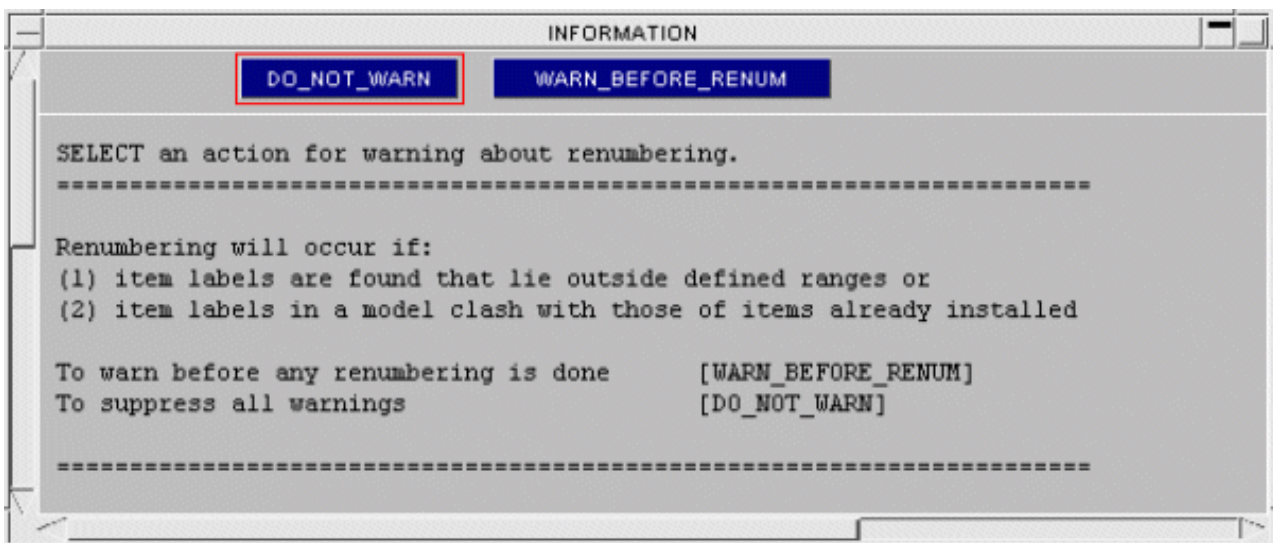 INFORMATION
DO_NOT_WARN WARN_BEFORE_RENUM
SELECT an action for warning about renumbering.
=======================================================================
Renumbering will occur if:
(1) item labels are found that lie outside defined ranges or
(2) item labels in a model clash with those of items already installed
To warn before any renumbering is done [WARN_BEFORE_RENUM]
To suppress all warnings [DO_NOT_WARN]
=======================================================================